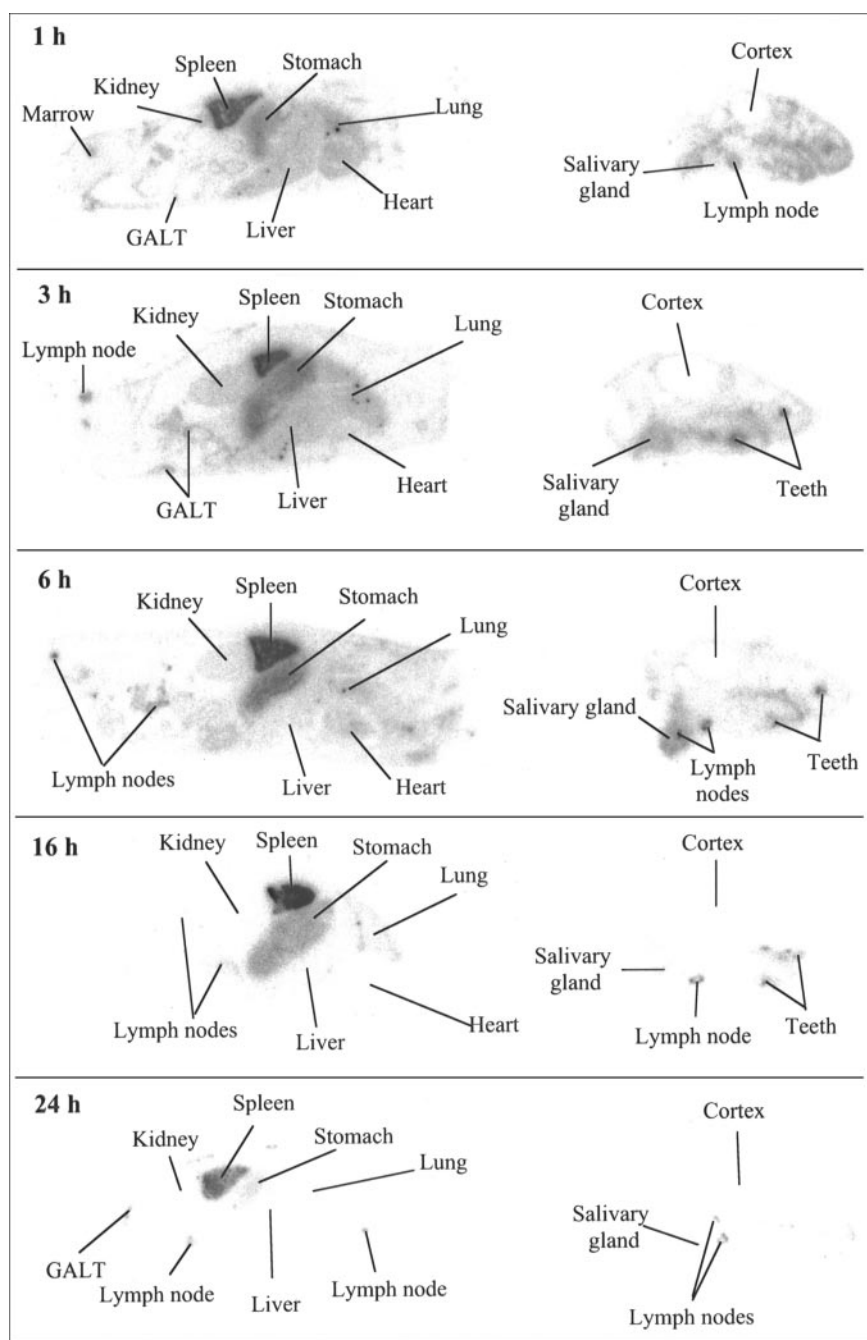 1 h
Spleen
Stomach
Kidney
Marrow
Lung
GALT
Liver
Heart
Cortex
Salivary
gland
Lymph node
3 h
Spleen
Stomach
Kidney
Lung
Lymph node
GALT
Liver
Heart
Cortex
Salivary
gland
Teeth
6 h
Spleen
Stomach
Kidney
Lung
Lymph nodes
Liver
Heart
Cortex
Salivary gland
Lymph
nodes
Teeth
16 h
Spleen
Kidney
Stomach
Lung
Lymph nodes
Liver
Heart
Cortex
Salivary
gland
Lymph node
Teeth
24 h
Spleen
Kidney
Stomach
Lung
GALT
Lymph node
Liver
Lymph node
Cortex
Salivary
gland
Lymph nodes